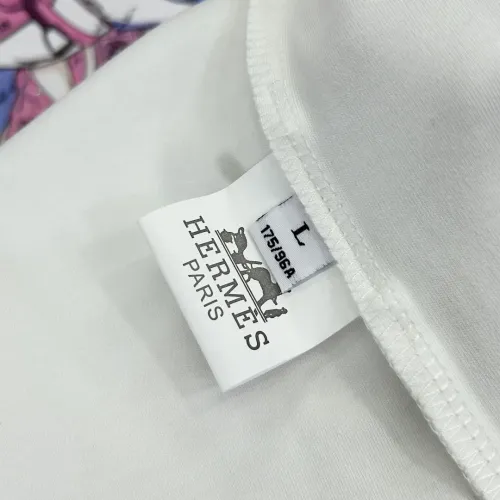 HERMES
PARIS
L
175/96A